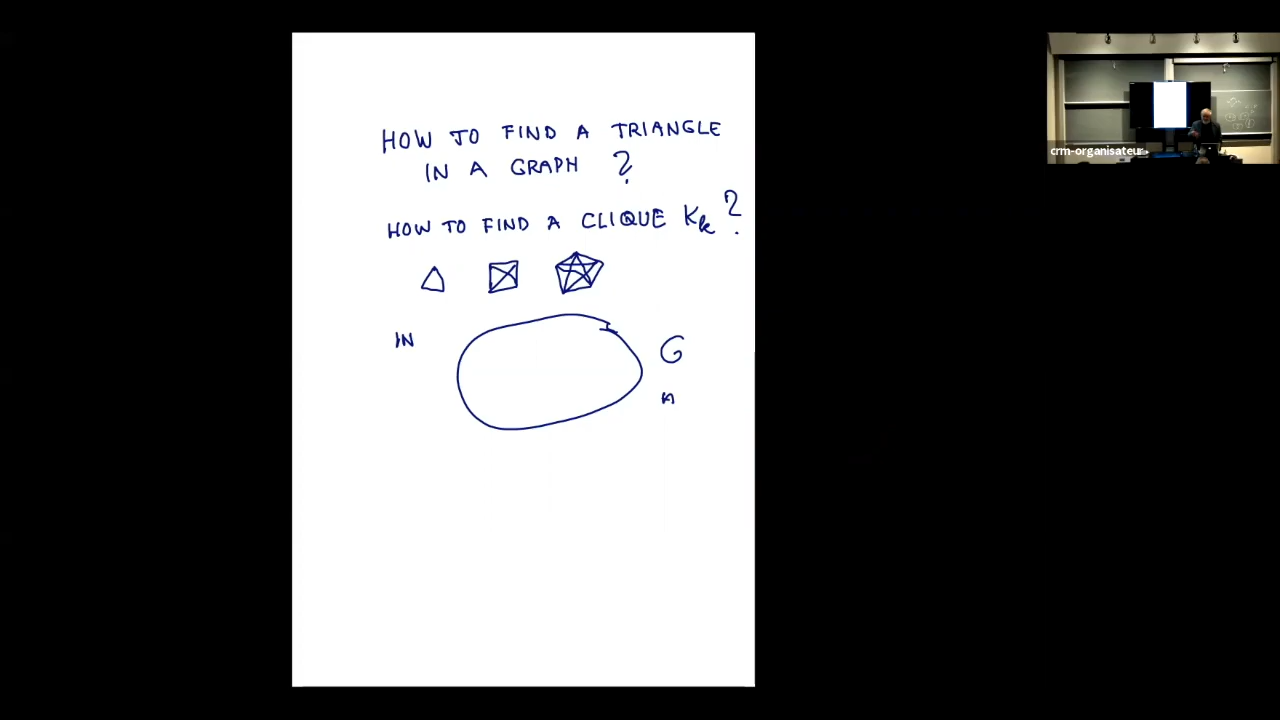 HOW TO FIND A TRIANGLE
IN A GRAPH ?
HOW TO FIND A CLIQUE Kk ?
IN
G
crm-organisateur